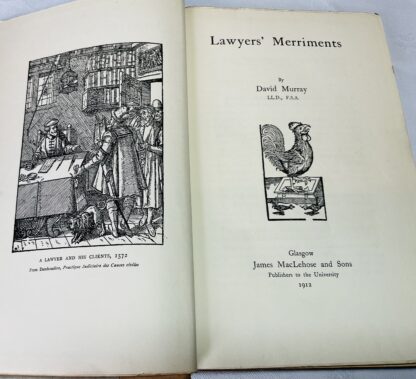 A LAWYER AND HIS CLIENTS, 1572
From Damhoudère, Practique Judiciaire des Causes civiles
Lawyers' Merriments
By
David Murray
LL.D., F.S.A.
Glasgow
James MacLehose and Sons
Publishers to the University
1912